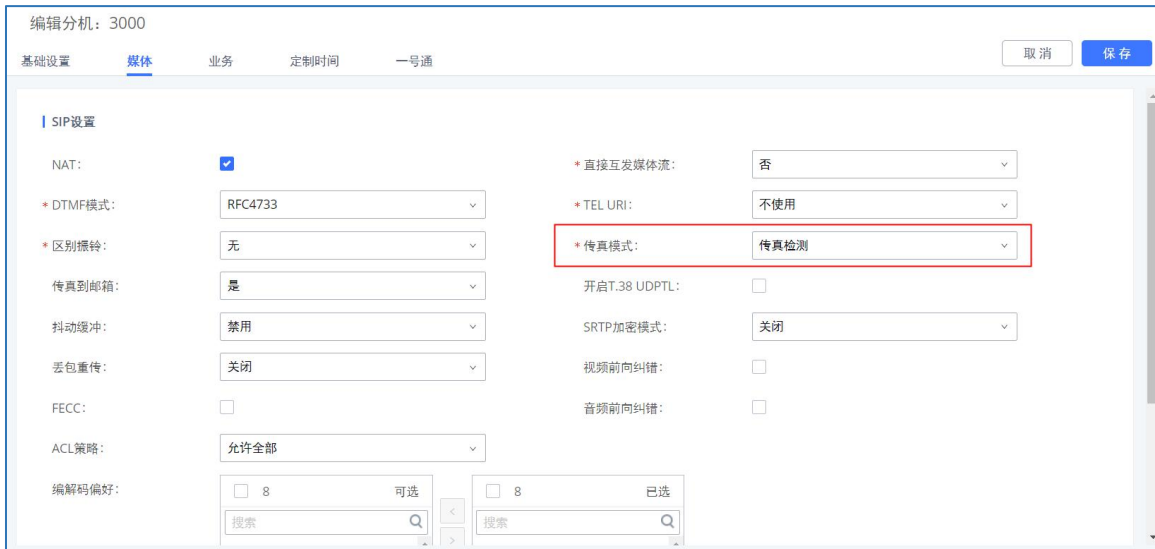 编辑分机：3000
基础设置 媒体 业务 定制时间 一号通 取消 保存
SIP设置
NAT： * 直接互发媒体流： 否
* DTMF模式： RFC4733 * TEL URI： 不使用
* 区别振铃： 无 * 传真模式： 传真检测
传真到邮箱： 是 开启T.38 UDPTL：
抖动缓冲： 禁用 SRTP加密模式： 关闭
丢包重传： 关闭 视频前向纠错：
FECC： 音频前向纠错：
ACL策略： 允许全部
编解码偏好： 8 可选 8 已选
搜索 搜索